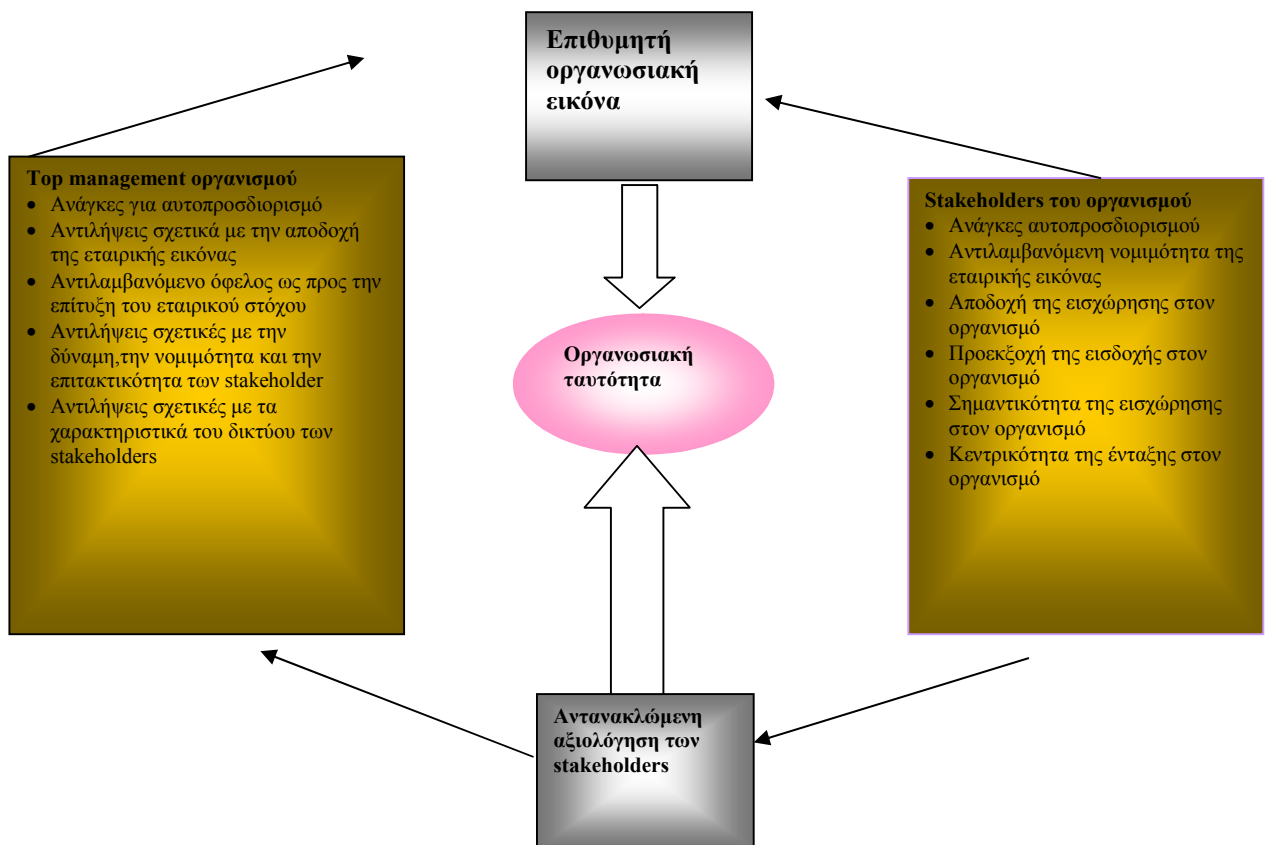 Επιθυμητή
οργανωσιακή
εικόνα
Top management οργανισμού
• Ανάγκες για αυτοπροσδιορισμό
• Αντιλήψεις σχετικά με την αποδοχή
της εταιρικής εικόνας
• Αντιλαμβανόμενο όφελος ως προς την
επίτυξη του εταιρικού στόχου
• Αντιλήψεις σχετικές με την
δύναμη,την νομιμότητα και την
επιτακτικότητα των stakeholder
• Αντιλήψεις σχετικές με τα
χαρακτηριστικά του δικτύου των
stakeholders
Οργανωσιακή
ταυτότητα
Stakeholders του οργανισμού
• Ανάγκες αυτοπροσδιορισμού
• Αντιλαμβανόμενη νομιμότητα της
εταιρικής εικόνας
• Αποδοχή της εισχώρησης στον
οργανισμό
• Προεκξοχή της εισδοχής στον
οργανισμό
• Σημαντικότητα της εισχώρησης
στον οργανισμό
• Κεντρικότητα της ένταξης στον
οργανισμό
Αντανακλώμενη
αξιολόγηση των
stakeholders